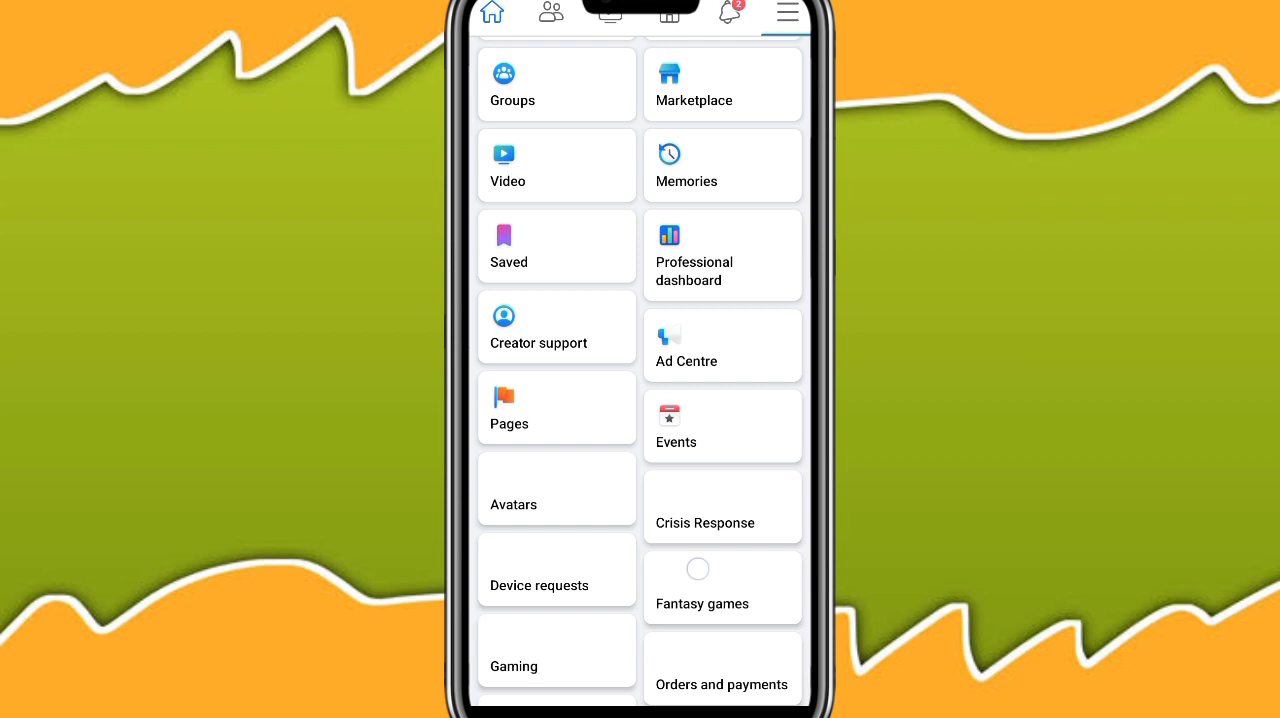 2
Groups
Marketplace
Video
Memories
Saved
Professional
dashboard
Creator support
Ad Centre
Pages
Events
Avatars
Crisis Response
Device requests
Fantasy games
Gaming
Orders and payments